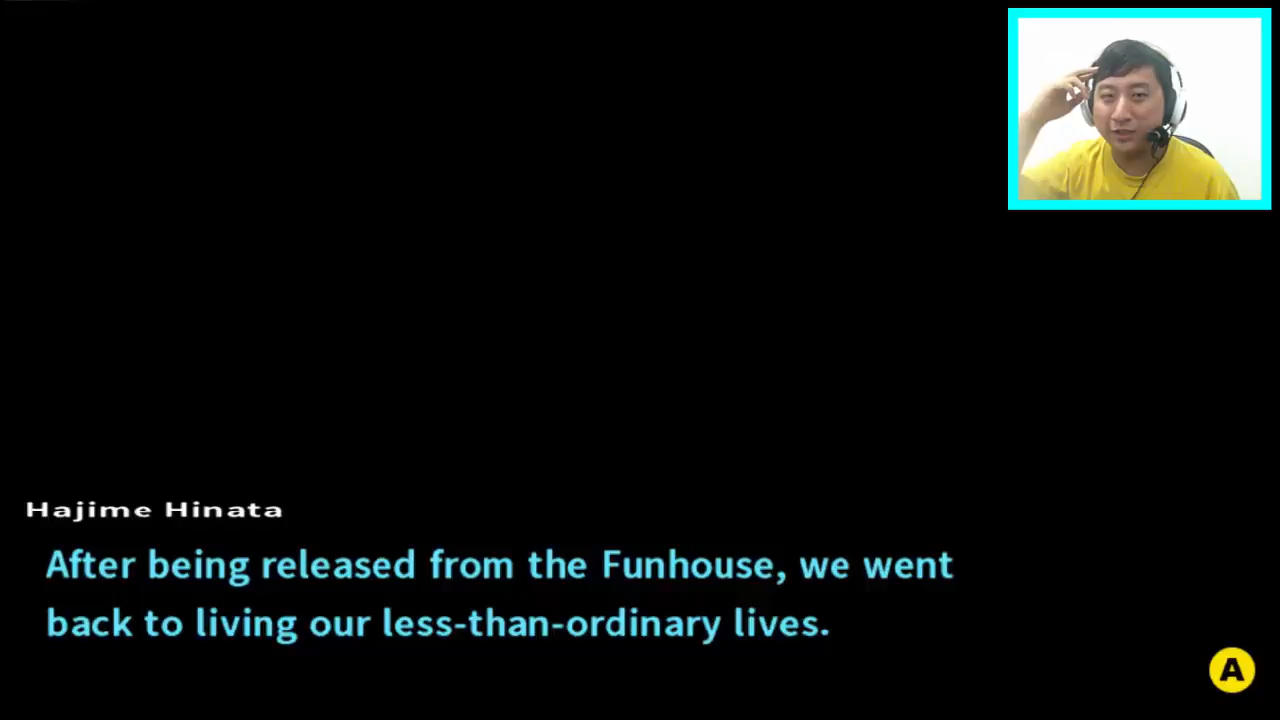 Hajime Hinata
After being released from the Funhouse, we went
back to living our less-than-ordinary lives.
A